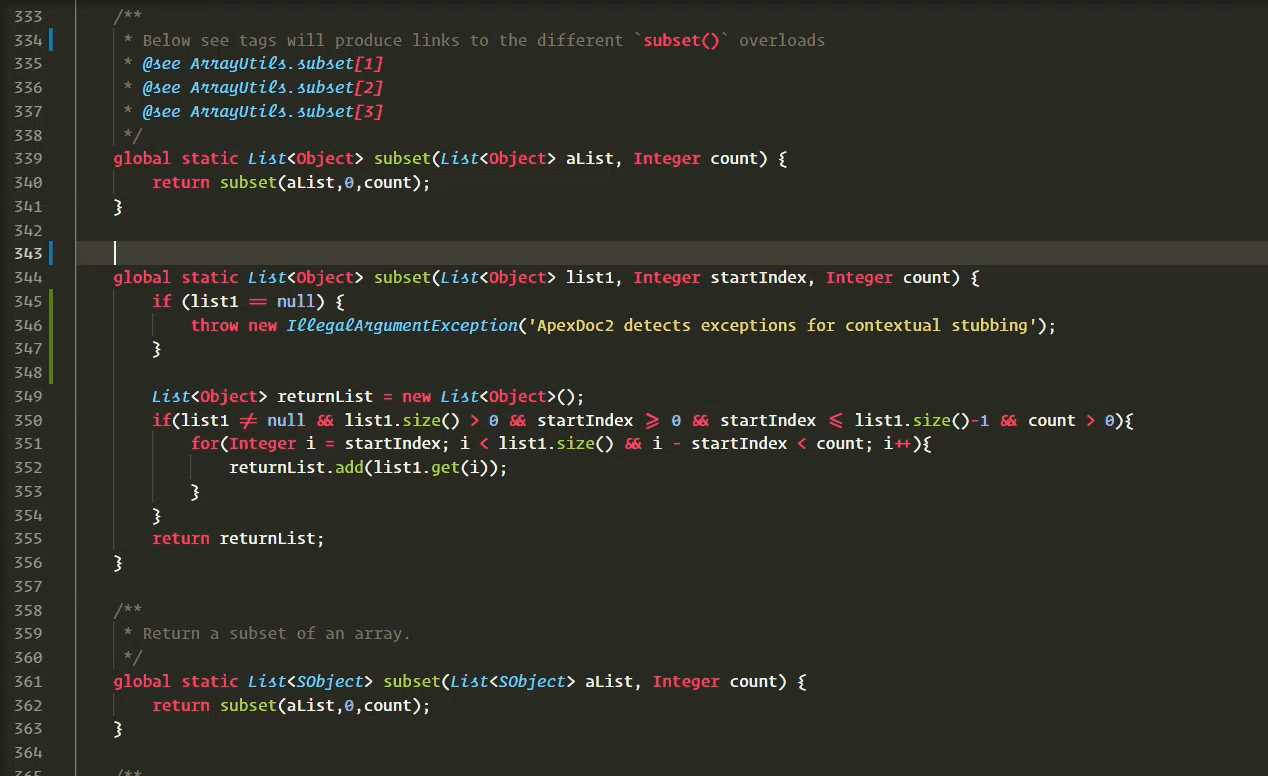 333 /**
334 * Below see tags will produce links to the different `subset()` overloads
335 * @see ArrayUtils.subset[1]
336 * @see ArrayUtils.subset[2]
337 * @see ArrayUtils.subset[3]
338 */
339 global static List<Object> subset(List<Object> aList, Integer count) {
340 return subset(aList,0,count);
341 }
342
343
344 global static List<Object> subset(List<Object> list1, Integer startIndex, Integer count) {
345 if (list1 == null) {
346 throw new IllegalArgumentException('ApexDoc2 detects exceptions for contextual stubbing');
347 }
348
349 List<Object> returnList = new List<Object>();
350 if(list1 ≠ null && list1.size() > 0 && startIndex ⩾ 0 && startIndex ⩽ list1.size()-1 && count > 0){
351 for(Integer i = startIndex; i < list1.size() && i - startIndex < count; i++){
352 returnList.add(list1.get(i));
353 }
354 }
355 return returnList;
356 }
357
358 /**
359 * Return a subset of an array.
360 */
361 global static List<SObject> subset(List<SObject> aList, Integer count) {
362 return subset(aList,0,count);
363 }
364
365 /**